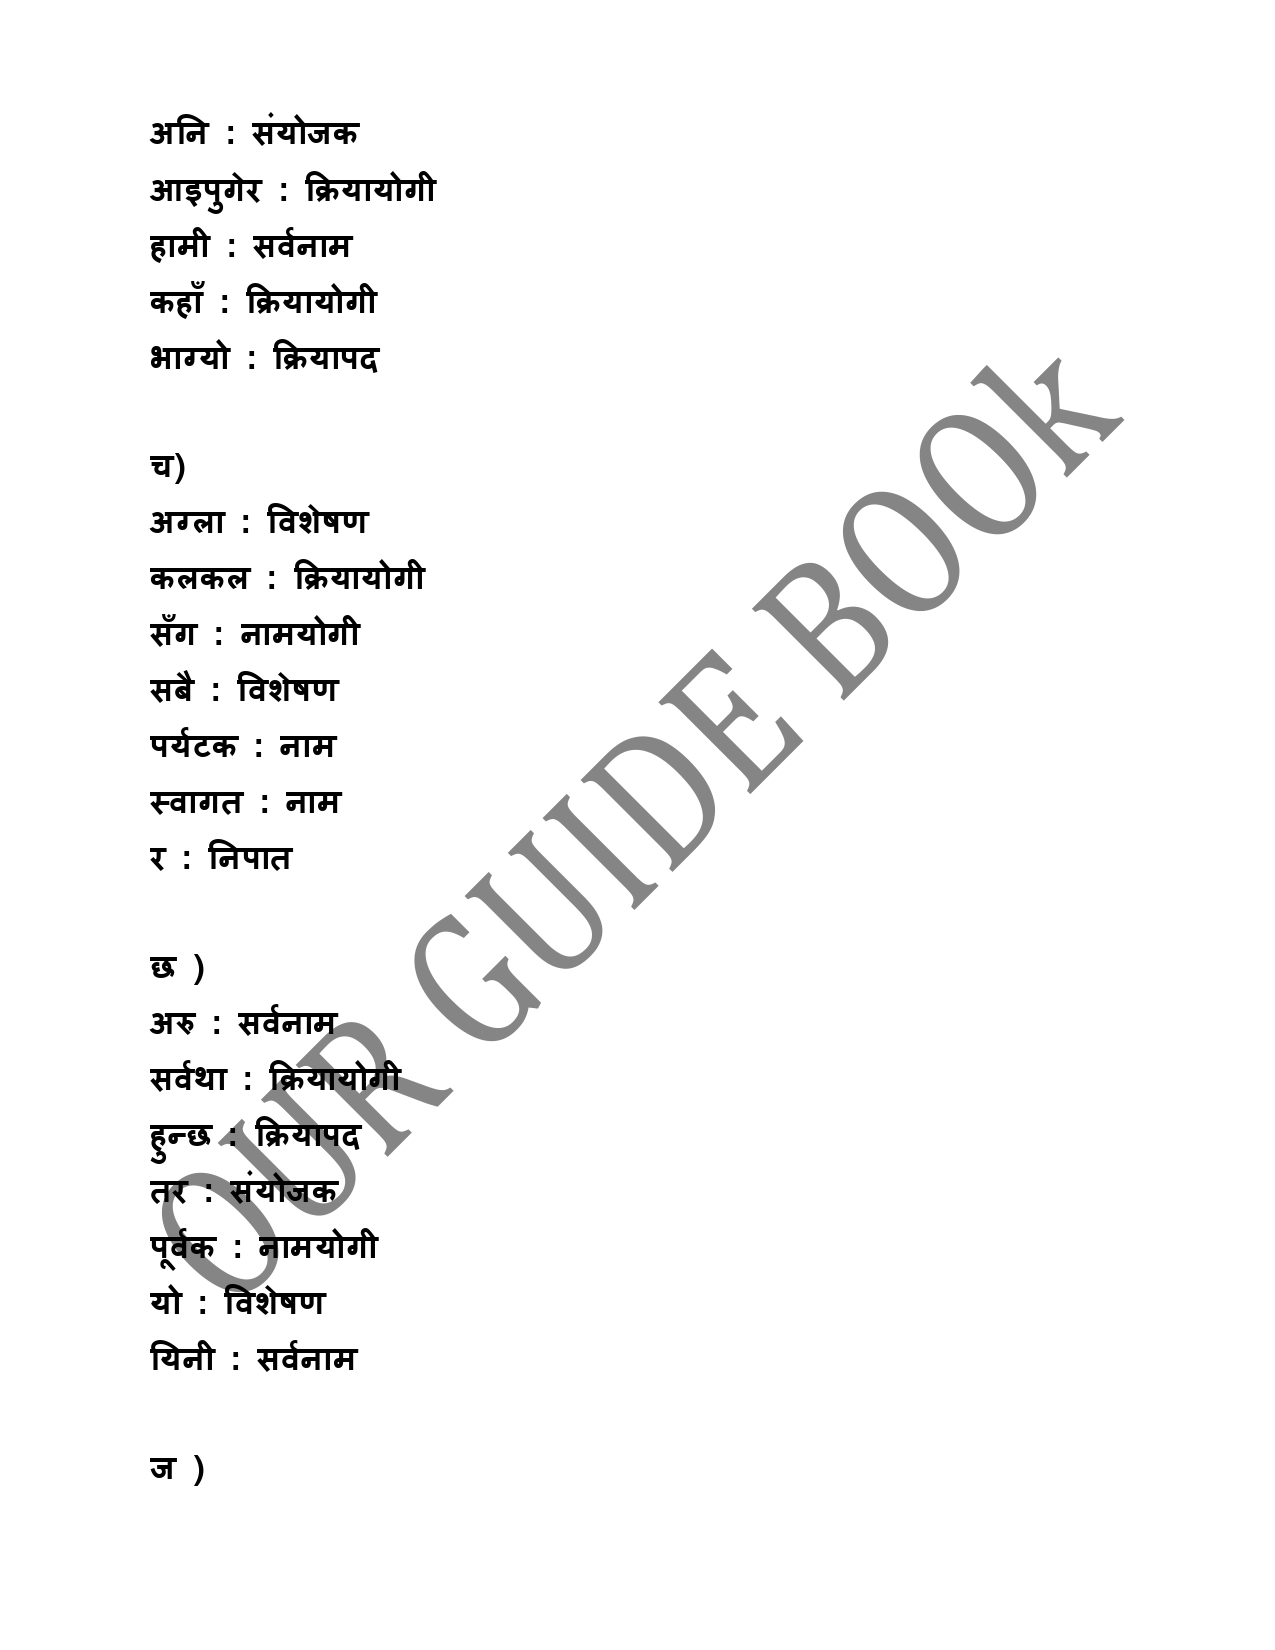 अनि : संयोजक
आइपुगेर : क्रियायोगी
हामी : सर्वनाम
कहाँ : क्रियायोगी
भाग्यो : क्रियापद
च)
अग्ला : विशेषण
कलकल : क्रियायोगी
सँग : नामयोगी
सबै : विशेषण
पर्यटक : नाम
स्वागत : नाम
र : निपात
छ )
अरु : सर्वनाम
सर्वथा : क्रियायोगी
हुन्छ : क्रियापद
तर : संयोजक
पूर्वक : नामयोगी
यो : विशेषण
यिनी : सर्वनाम
ज )
OUR GUIDE BOOk